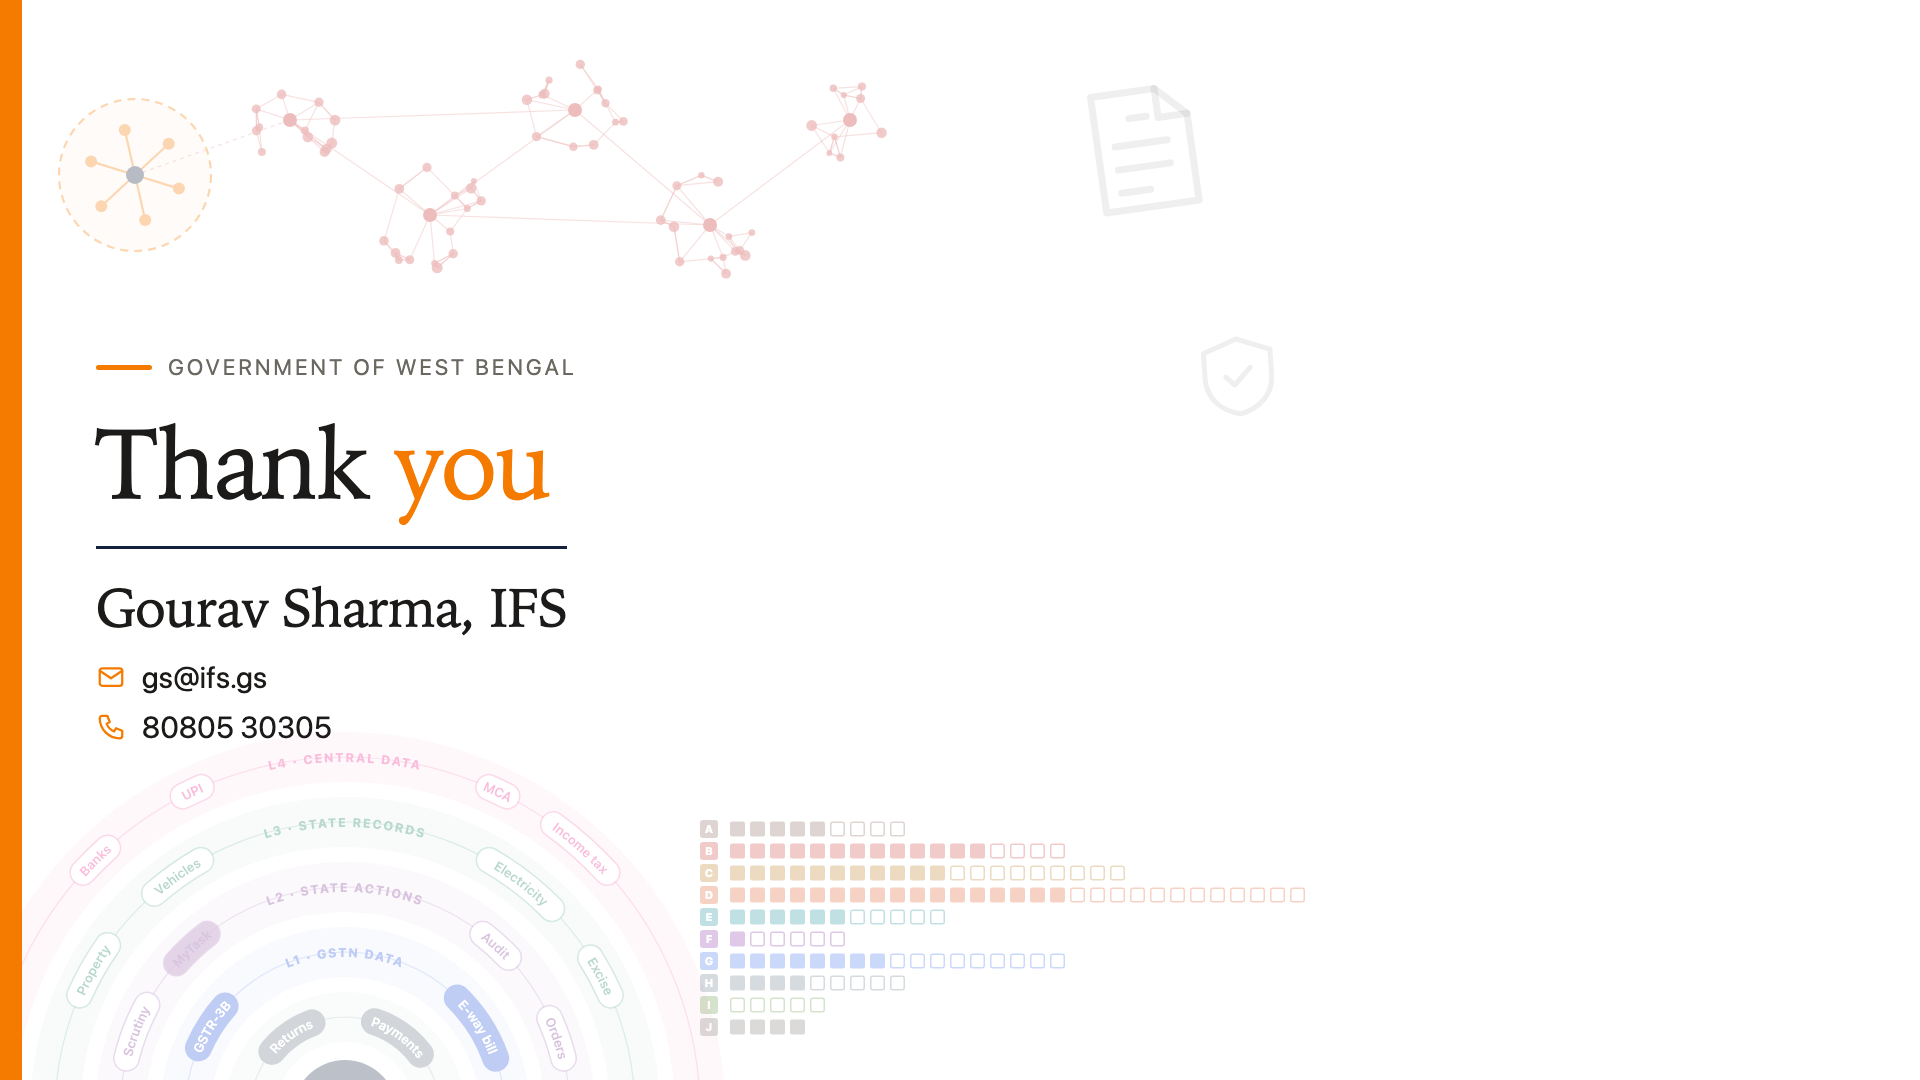 GOVERNMENT OF WEST BENGAL
Thank you
Gourav Sharma, IFS
gs@ifs.gs
80805 30305
L4 · CENTRAL DATA
UPI
MCA
Banks
Income tax
L3 · STATE RECORDS
Vehicles
Electricity
Property
Excise
L2 · STATE ACTIONS
MyTask
Audit
Scrutiny
Orders
L1 · GSTN DATA
GSTR-3B
E-way bill
Returns
Payments
A
B
C
D
E
F
G
H
I
J